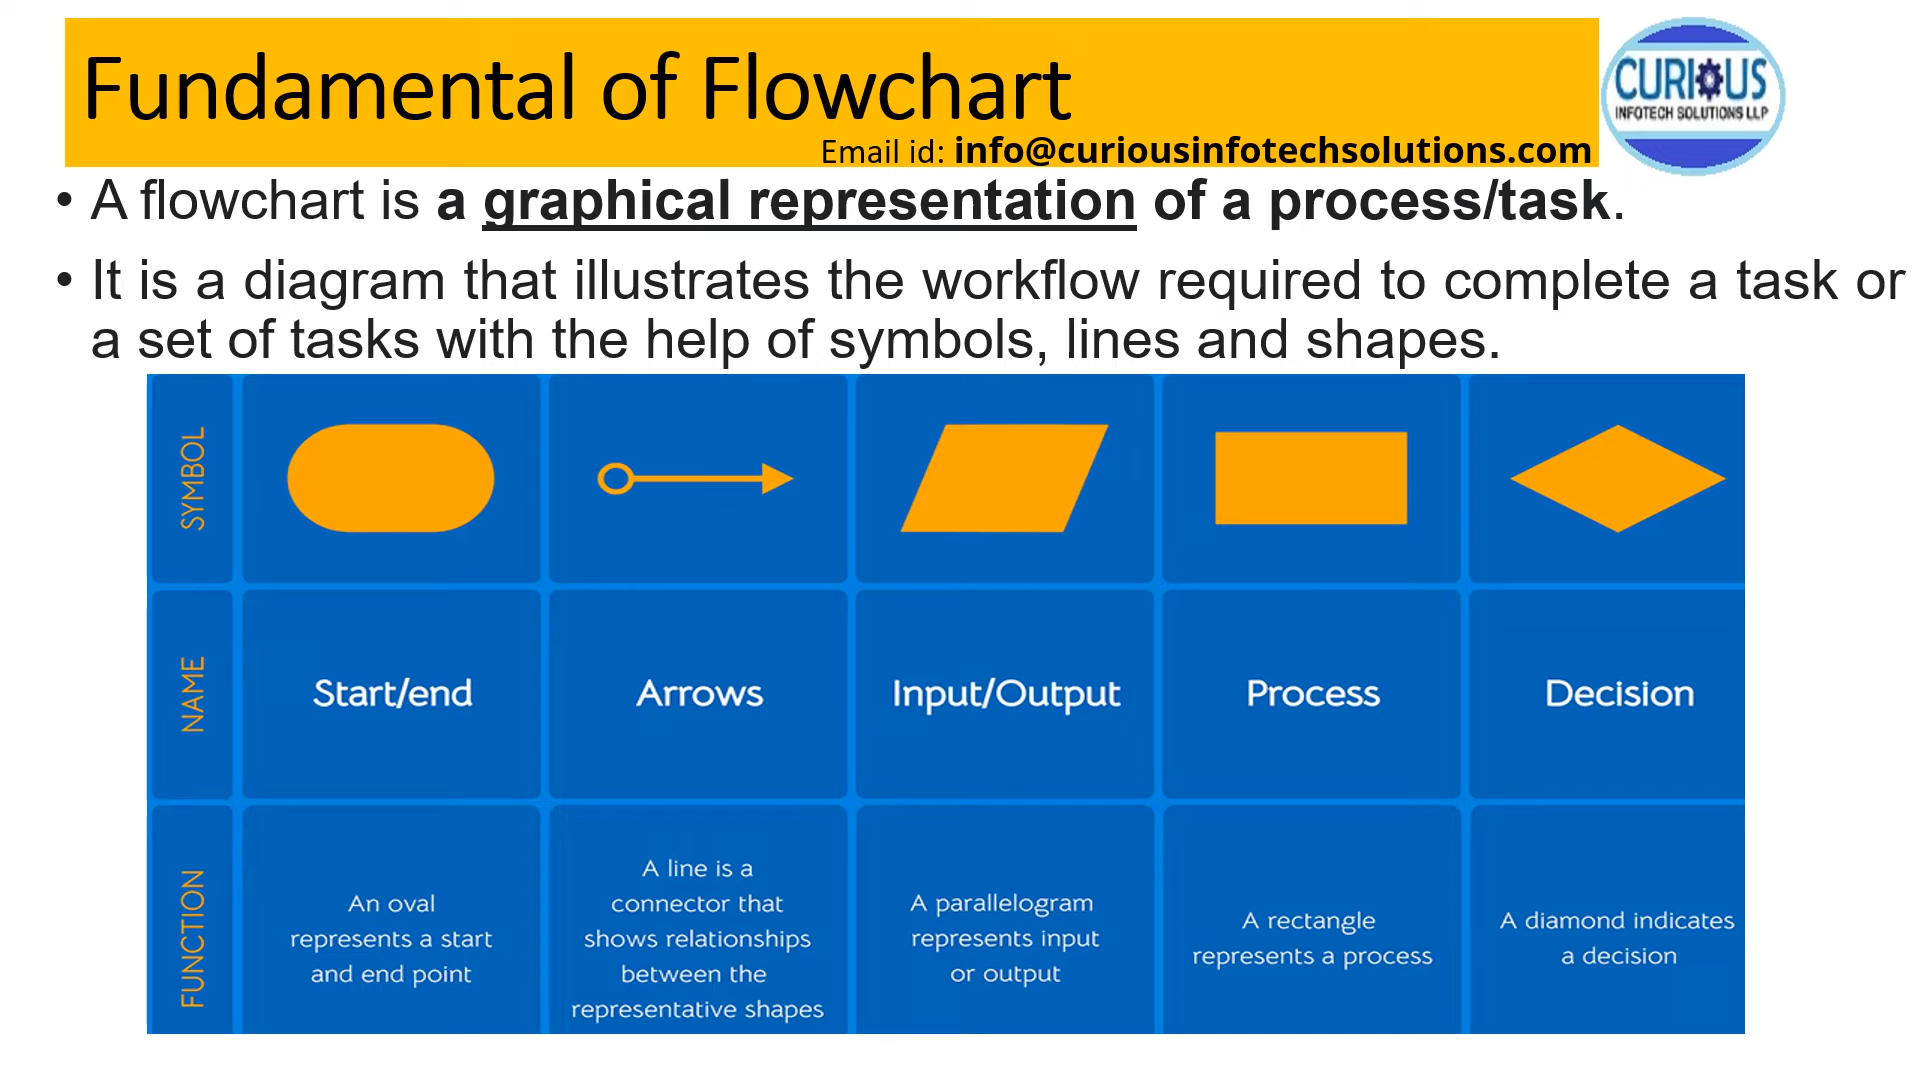 Fundamental of Flowchart
Email id: info@curiousinfotechsolutions.com
CURIOUS
INFOTECH SOLUTIONS LLP
• A flowchart is a graphical representation of a process/task.
• It is a diagram that illustrates the workflow required to complete a task or
a set of tasks with the help of symbols, lines and shapes.
SYMBOL
NAME
Start/end
Arrows
Input/Output
Process
Decision
FUNCTION
An oval
represents a start
and end point
A line is a
connector that
shows relationships
between the
representative shapes
A parallelogram
represents input
or output
A rectangle
represents a process
A diamond indicates
a decision